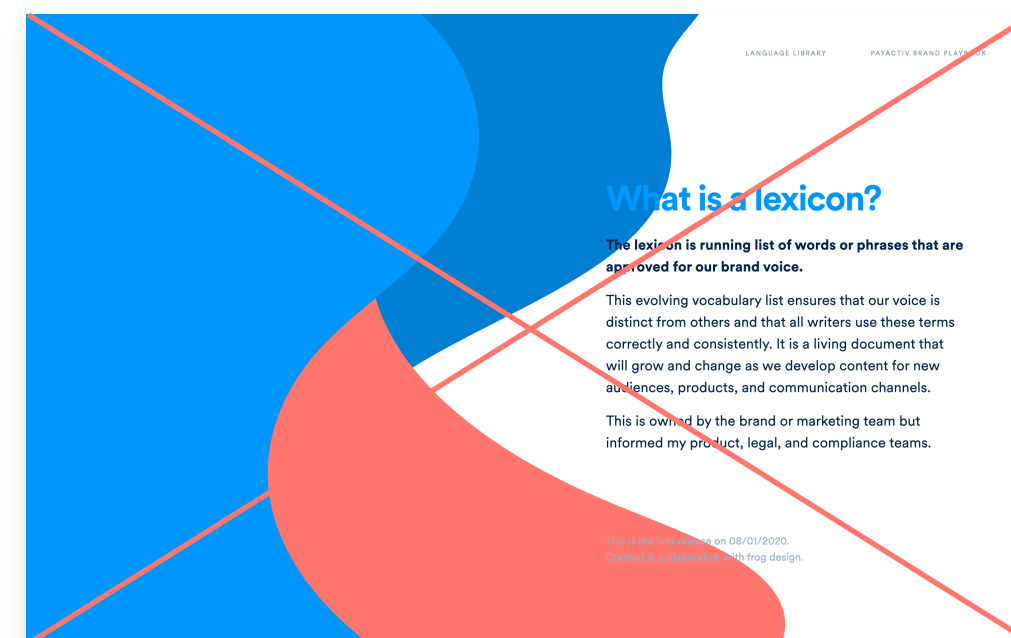 LANGUAGE LIBRARY
PAYACTIV BRAND PLAYBOOK
What is a lexicon?
The lexicon is running list of words or phrases that are
approved for our brand voice.
This evolving vocabulary list ensures that our voice is
distinct from others and that all writers use these terms
correctly and consistently. It is a living document that
will grow and change as we develop content for new
audiences, products, and communication channels.
This is owned by the brand or marketing team but
informed my product, legal, and compliance teams.
This is the first release on 08/01/2020.
Created in collaboration with frog design.